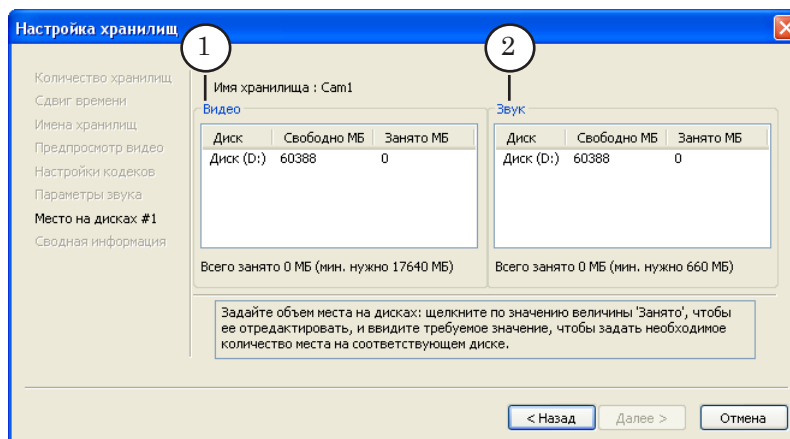 Настройка хранилищ
1
2
Количество хранилищ
Сдвиг времени
Имена хранилищ
Предпросмотр видео
Настройки кодеков
Параметры звука
Место на дисках #1
Сводная информация
Имя хранилища : Cam1
Видео
Диск Свободно МБ Занято МБ
Диск (D:) 60388 0
Всего занято 0 МБ (мин. нужно 17640 МБ)
Звук
Диск Свободно МБ Занято МБ
Диск (D:) 60388 0
Всего занято 0 МБ (мин. нужно 660 МБ)
Задайте объем места на дисках: щелкните по значению величины 'Занято', чтобы
ее отредактировать, и ввидите требуемое значение, чтобы задать необходимое
количество места на соответствующем диске.
< Назад
Далее >
Отмена